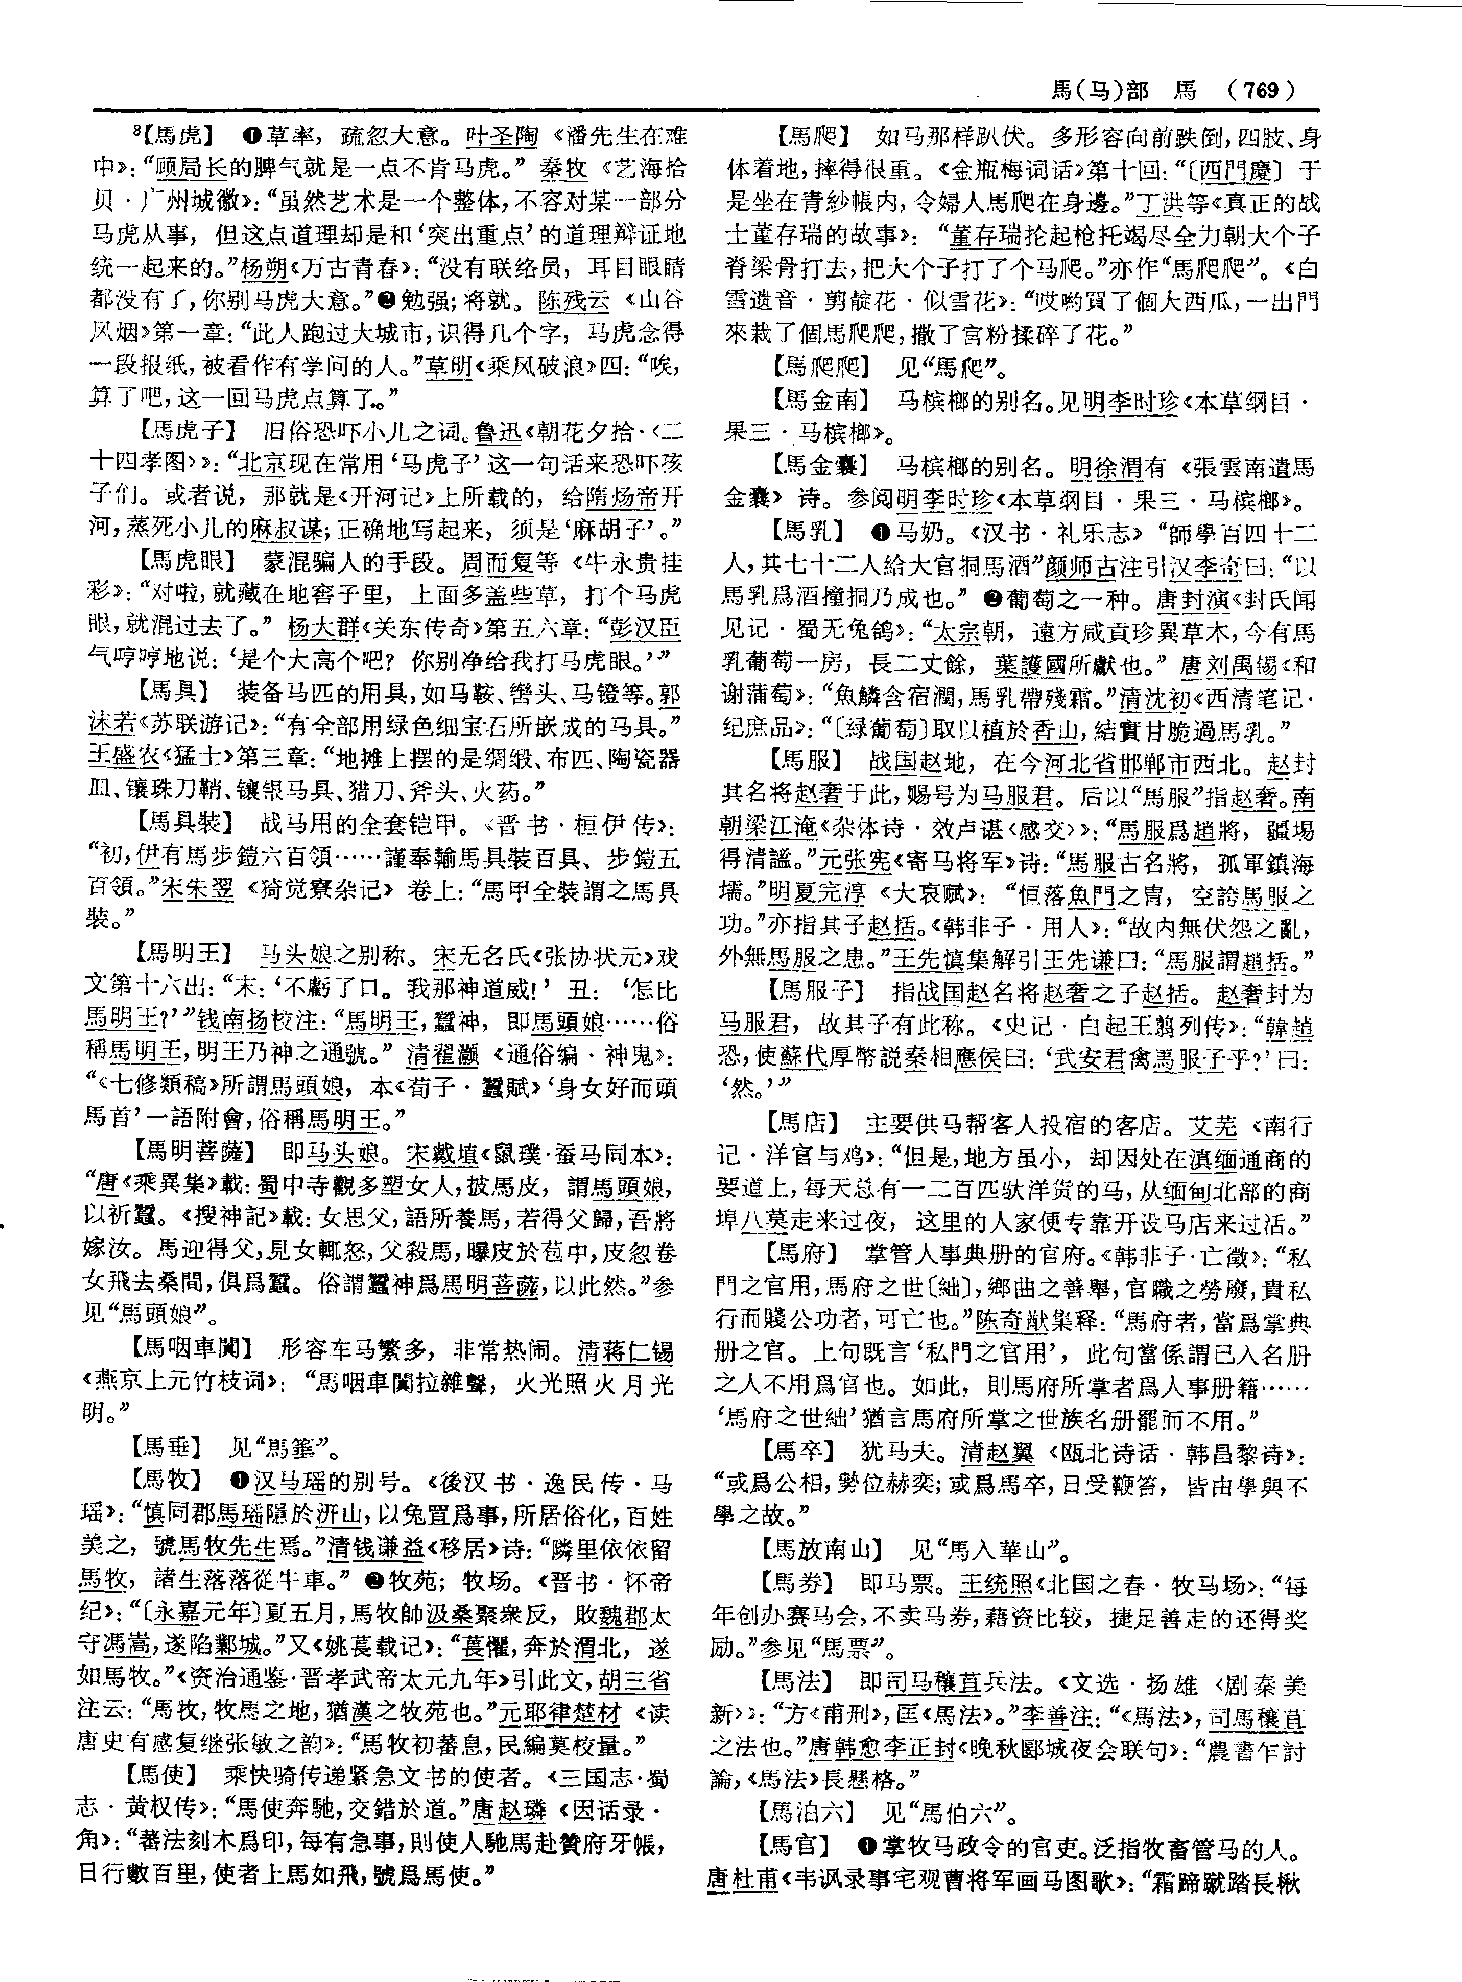 馬(马)部　馬　（769）
⁸【馬虎】 ❶草率，疏忽大意。叶圣陶《潘先生在难
中》：“顾局长的脾气就是一点不肯马虎。”秦牧《艺海拾
贝·广州城徽》：“虽然艺术是一个整体，不容对某一部分
马虎从事，但这点道理却是和‘突出重点’的道理辩证地
统一起来的。”杨朔《万古青春》：“没有联络员，耳目眼睛
都没有了，你别马虎大意。”❷勉强；将就。陈残云《山谷
风烟》第一章：“此人跑过大城市，识得几个字，马虎念得
一段报纸，被看作有学问的人。”草明《乘风破浪》四：“唉，
算了吧，这一回马虎点算了。”
【馬虎子】 旧俗恐吓小儿之词。鲁迅《朝花夕拾·〈二
十四孝图〉》：“北京现在常用‘马虎子’这一句话来恐吓孩
子们。或者说，那就是《开河记》上所载的，给隋炀帝开
河，蒸死小儿的麻叔谋；正确地写起来，须是‘麻胡子’。”
【馬虎眼】 蒙混骗人的手段。周而复等《牛永贵挂
彩》：“对啦，就藏在地窖子里，上面多盖些草，打个马虎
眼，就混过去了。”杨大群《关东传奇》第五六章：“彭汉臣
气哼哼地说：‘是个大高个吧？你别净给我打马虎眼。’”
【馬具】 装备马匹的用具，如马鞍、辔头、马镫等。郭
沫若《苏联游记》：“有全部用绿色细宝石所嵌成的马具。”
王盛农《猛士》第三章：“地摊上摆的是绸缎、布匹、陶瓷器
皿、镶珠刀鞘、镶银马具、猎刀、斧头、火药。”
【馬具裝】 战马用的全套铠甲。《晋书·桓伊传》：
“初，伊有馬步鎧六百領……謹奉輸馬具裝百具、步鎧五
百領。”宋朱翌《猗觉寮杂记》卷上：“馬甲全裝謂之馬具
裝。”
【馬明王】 马头娘之别称。宋无名氏《张协状元》戏
文第十六出：“末：‘不虧了口。我那神道威！’丑：‘怎比
馬明王？’”钱南扬校注：“馬明王，蠶神，即馬頭娘……俗
稱馬明王，明王乃神之通號。”清翟灏《通俗编·神鬼》：
“《七修類稿》所謂馬頭娘，本《荀子·蠶賦》‘身女好而頭
馬首’一語附會，俗稱馬明王。”
【馬明菩薩】 即马头娘。宋戴埴《鼠璞·蚕马同本》：
“唐《乘異集》載：蜀中寺觀多塑女人，披馬皮，謂馬頭娘，
以祈蠶。《搜神記》載：女思父，語所養馬，若得父歸，吾將
嫁汝。馬迎得父，見女輒怒，父殺馬，曝皮於苞中，皮忽卷
女飛去桑間，俱爲蠶。俗謂蠶神爲馬明菩薩，以此然。”参
见“馬頭娘”。
【馬咽車闐】 形容车马繁多，非常热闹。清蒋仁锡
《燕京上元竹枝词》：“馬咽車闐拉雜聲，火光照火月光
明。”
【馬垂】 见“馬箠”。
【馬牧】 ❶汉马瑶的别号。《後汉书·逸民传·马
瑶》：“慎同郡馬瑶隱於汧山，以兔罝爲事，所居俗化，百姓
美之，號馬牧先生焉。”清钱谦益《移居》诗：“隣里依依留
馬牧，諸生落落從牛車。”❷牧苑；牧场。《晋书·怀帝
纪》：“〔永嘉元年〕夏五月，馬牧帥汲桑聚衆反，敗魏郡太
守馮嵩，遂陷鄴城。”又《姚萇载记》：“萇懼，奔於渭北，遂
如馬牧。”《资治通鉴·晋孝武帝太元九年》引此文，胡三省
注云：“馬牧，牧馬之地，猶漢之牧苑也。”元耶律楚材《读
唐史有感复继张敏之韵》：“馬牧初蕃息，民編莫校量。”
【馬使】 乘快骑传递紧急文书的使者。《三国志·蜀
志·黄权传》：“馬使奔馳，交錯於道。”唐赵璘《因话录·
角》：“蕃法刻木爲印，每有急事，則使人馳馬赴贊府牙帳，
日行數百里，使者上馬如飛，號爲馬使。”
【馬爬】 如马那样趴伏。多形容向前跌倒，四肢、身
体着地，摔得很重。《金瓶梅词话》第十回：“〔西門慶〕于
是坐在青紗帳内，令婦人馬爬在身邊。”丁洪等《真正的战
士董存瑞的故事》：“董存瑞抡起枪托竭尽全力朝大个子
脊梁骨打去，把大个子打了个马爬。”亦作“馬爬爬”。《白
雪遗音·剪靛花·似雪花》：“哎喲買了個大西瓜，一出門
來栽了個馬爬爬，撒了宫粉揉碎了花。”
【馬爬爬】 见“馬爬”。
【馬金南】 马槟榔的别名。见明李时珍《本草纲目·
果三·马槟榔》。
【馬金囊】 马槟榔的别名。明徐渭有《張雲南遺馬
金囊》诗。参阅明李时珍《本草纲目·果三·马槟榔》。
【馬乳】 ❶马奶。《汉书·礼乐志》“師學百四十二
人，其七十二人給大官挏馬酒”颜师古注引汉李奇曰：“以
馬乳爲酒撞挏乃成也。”❷葡萄之一种。唐封演《封氏闻
见记·蜀无兔鸽》：“太宗朝，遠方咸貢珍異草木，今有馬
乳葡萄一房，長二丈餘，葉護國所獻也。”唐刘禹锡《和
谢蒲萄》：“魚鱗含宿潤，馬乳帶殘霜。”清沈初《西清笔记·
纪庶品》：“〔緑葡萄〕取以植於香山，結實甘脆過馬乳。”
【馬服】 战国赵地，在今河北省邯郸市西北。赵封
其名将赵奢于此，赐号为马服君。后以“馬服”指赵奢。南
朝梁江淹《杂体诗·效卢谌〈感交〉》：“馬服爲趙將，疆埸
得清謐。”元张宪《寄马将军》诗：“馬服古名將，孤軍鎮海
壖。”明夏完淳《大哀赋》：“恒落魚門之胄，空誇馬服之
功。”亦指其子赵括。《韩非子·用人》：“故内無伏怨之亂，
外無馬服之患。”王先慎集解引王先谦曰：“馬服謂趙括。”
【馬服子】 指战国赵名将赵奢之子赵括。赵奢封为
马服君，故其子有此称。《史记·白起王翦列传》：“韓趙
恐，使蘇代厚幣説秦相應侯曰：‘武安君禽馬服子乎？’曰：
‘然。’”
【馬店】 主要供马帮客人投宿的客店。艾芜《南行
记·洋官与鸡》：“但是，地方虽小，却因处在滇缅通商的
要道上，每天总有一二百匹驮洋货的马，从缅甸北部的商
埠八莫走来过夜，这里的人家便专靠开设马店来过活。”
【馬府】 掌管人事典册的官府。《韩非子·亡徵》：“私
門之官用，馬府之世〔絀〕，鄉曲之善舉，官職之勞廢，貴私
行而賤公功者，可亡也。”陈奇猷集释：“馬府者，當爲掌典
册之官。上句既言‘私門之官用’，此句當係謂已入名册
之人不用爲官也。如此，則馬府所掌者爲人事册籍……
‘馬府之世絀’猶言馬府所掌之世族名册罷而不用。”
【馬卒】 犹马夫。清赵翼《瓯北诗话·韩昌黎诗》：
“或爲公相，勢位赫奕；或爲馬卒，日受鞭笞，皆由學與不
學之故。”
【馬放南山】 见“馬入華山”。
【馬券】 即马票。王统照《北国之春·牧马场》：“每
年创办赛马会，不卖马券，藉资比较，捷足善走的还得奖
励。”参见“馬票”。
【馬法】 即司马穰苴兵法。《文选·扬雄〈剧秦美
新〉》：“方《甫刑》，匡《馬法》。”李善注：“《馬法》，司馬穰苴
之法也。”唐韩愈李正封《晚秋郾城夜会联句》：“農書乍討
論，《馬法》長懸格。”
【馬泊六】 见“馬伯六”。
【馬官】 ❶掌牧马政令的官吏。泛指牧畜管马的人。
唐杜甫《韦讽录事宅观曹将军画马图歌》：“霜蹄蹴踏長楸